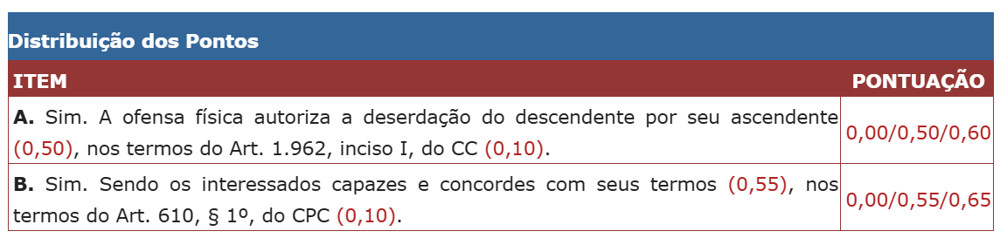 Distribuição dos Pontos
ITEM PONTUAÇÃO
A. Sim. A ofensa física autoriza a deserdação do descendente por seu ascendente
(0,50), nos termos do Art. 1.962, inciso I, do CC (0,10).
0,00/0,50/0,60
B. Sim. Sendo os interessados capazes e concordes com seus termos (0,55), nos
termos do Art. 610, § 1º, do CPC (0,10).
0,00/0,55/0,65